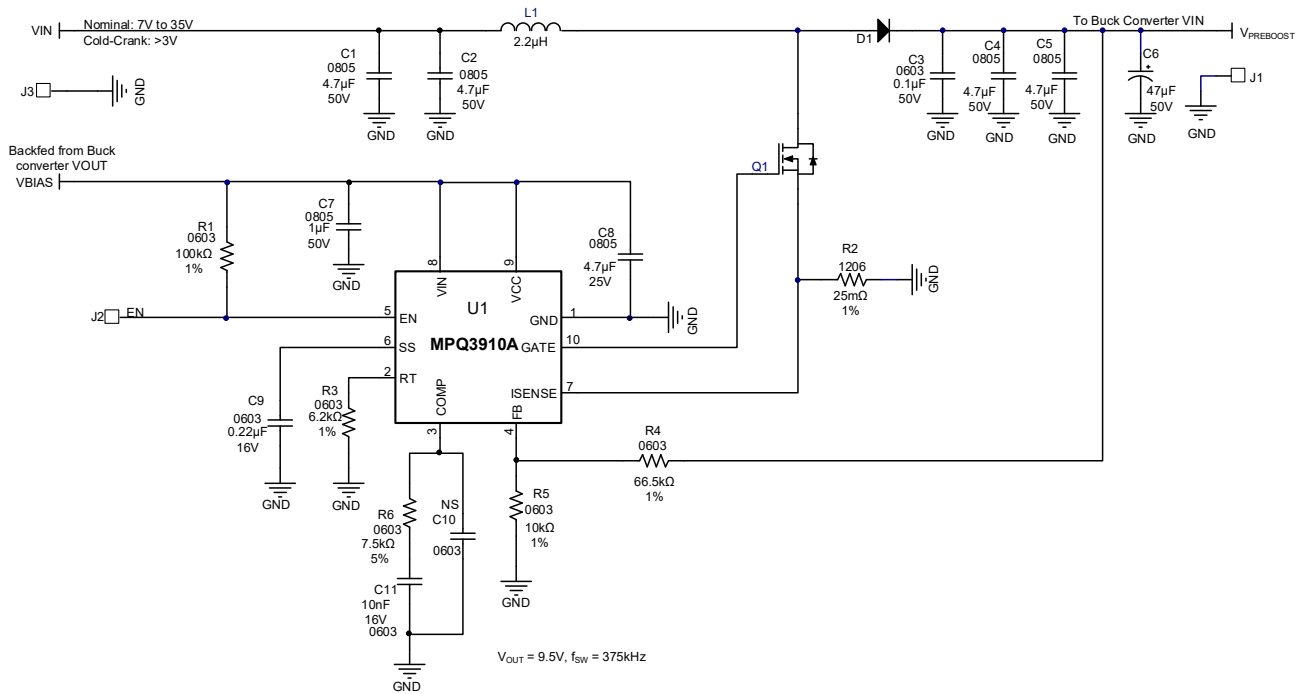 VIN
Nominal: 7V to 35V
Cold-Crank: >3V
L1
2.2µH
D1
To Buck Converter VIN
VPREBOOST
C1
0805
4.7µF
50V
GND
C2
0805
4.7µF
50V
GND
C3
0603
0.1µF
50V
GND
C4
0805
4.7µF
50V
GND
C5
0805
4.7µF
50V
GND
C6
+
47µF
50V
GND
J1
GND
J3
GND
Backfed from Buck
converter VOUT
VBIAS
Q1
R1
0603
100kΩ
1%
C7
0805
1µF
50V
GND
C8
0805
4.7µF
25V
R2
1206
25mΩ
1%
GND
8
VIN
9
VCC
U1
MPQ3910A
J2
EN
5
EN
6
SS
2
RT
GND
1
GND
GATE
10
ISENSE
7
COMP
3
FB
4
C9
0603
0.22µF
16V
GND
R3
0603
6.2kΩ
1%
GND
R4
0603
66.5kΩ
1%
R5
0603
10kΩ
1%
GND
R6
0603
7.5kΩ
5%
NS
C10
0603
C11
10nF
16V
0603
GND
VOUT = 9.5V, fSW = 375kHz